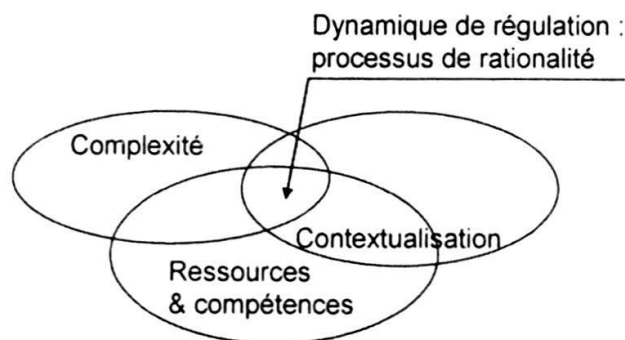 Dynamique de régulation :
processus de rationalité
Complexité
Contextualisation
Ressources
& compétences